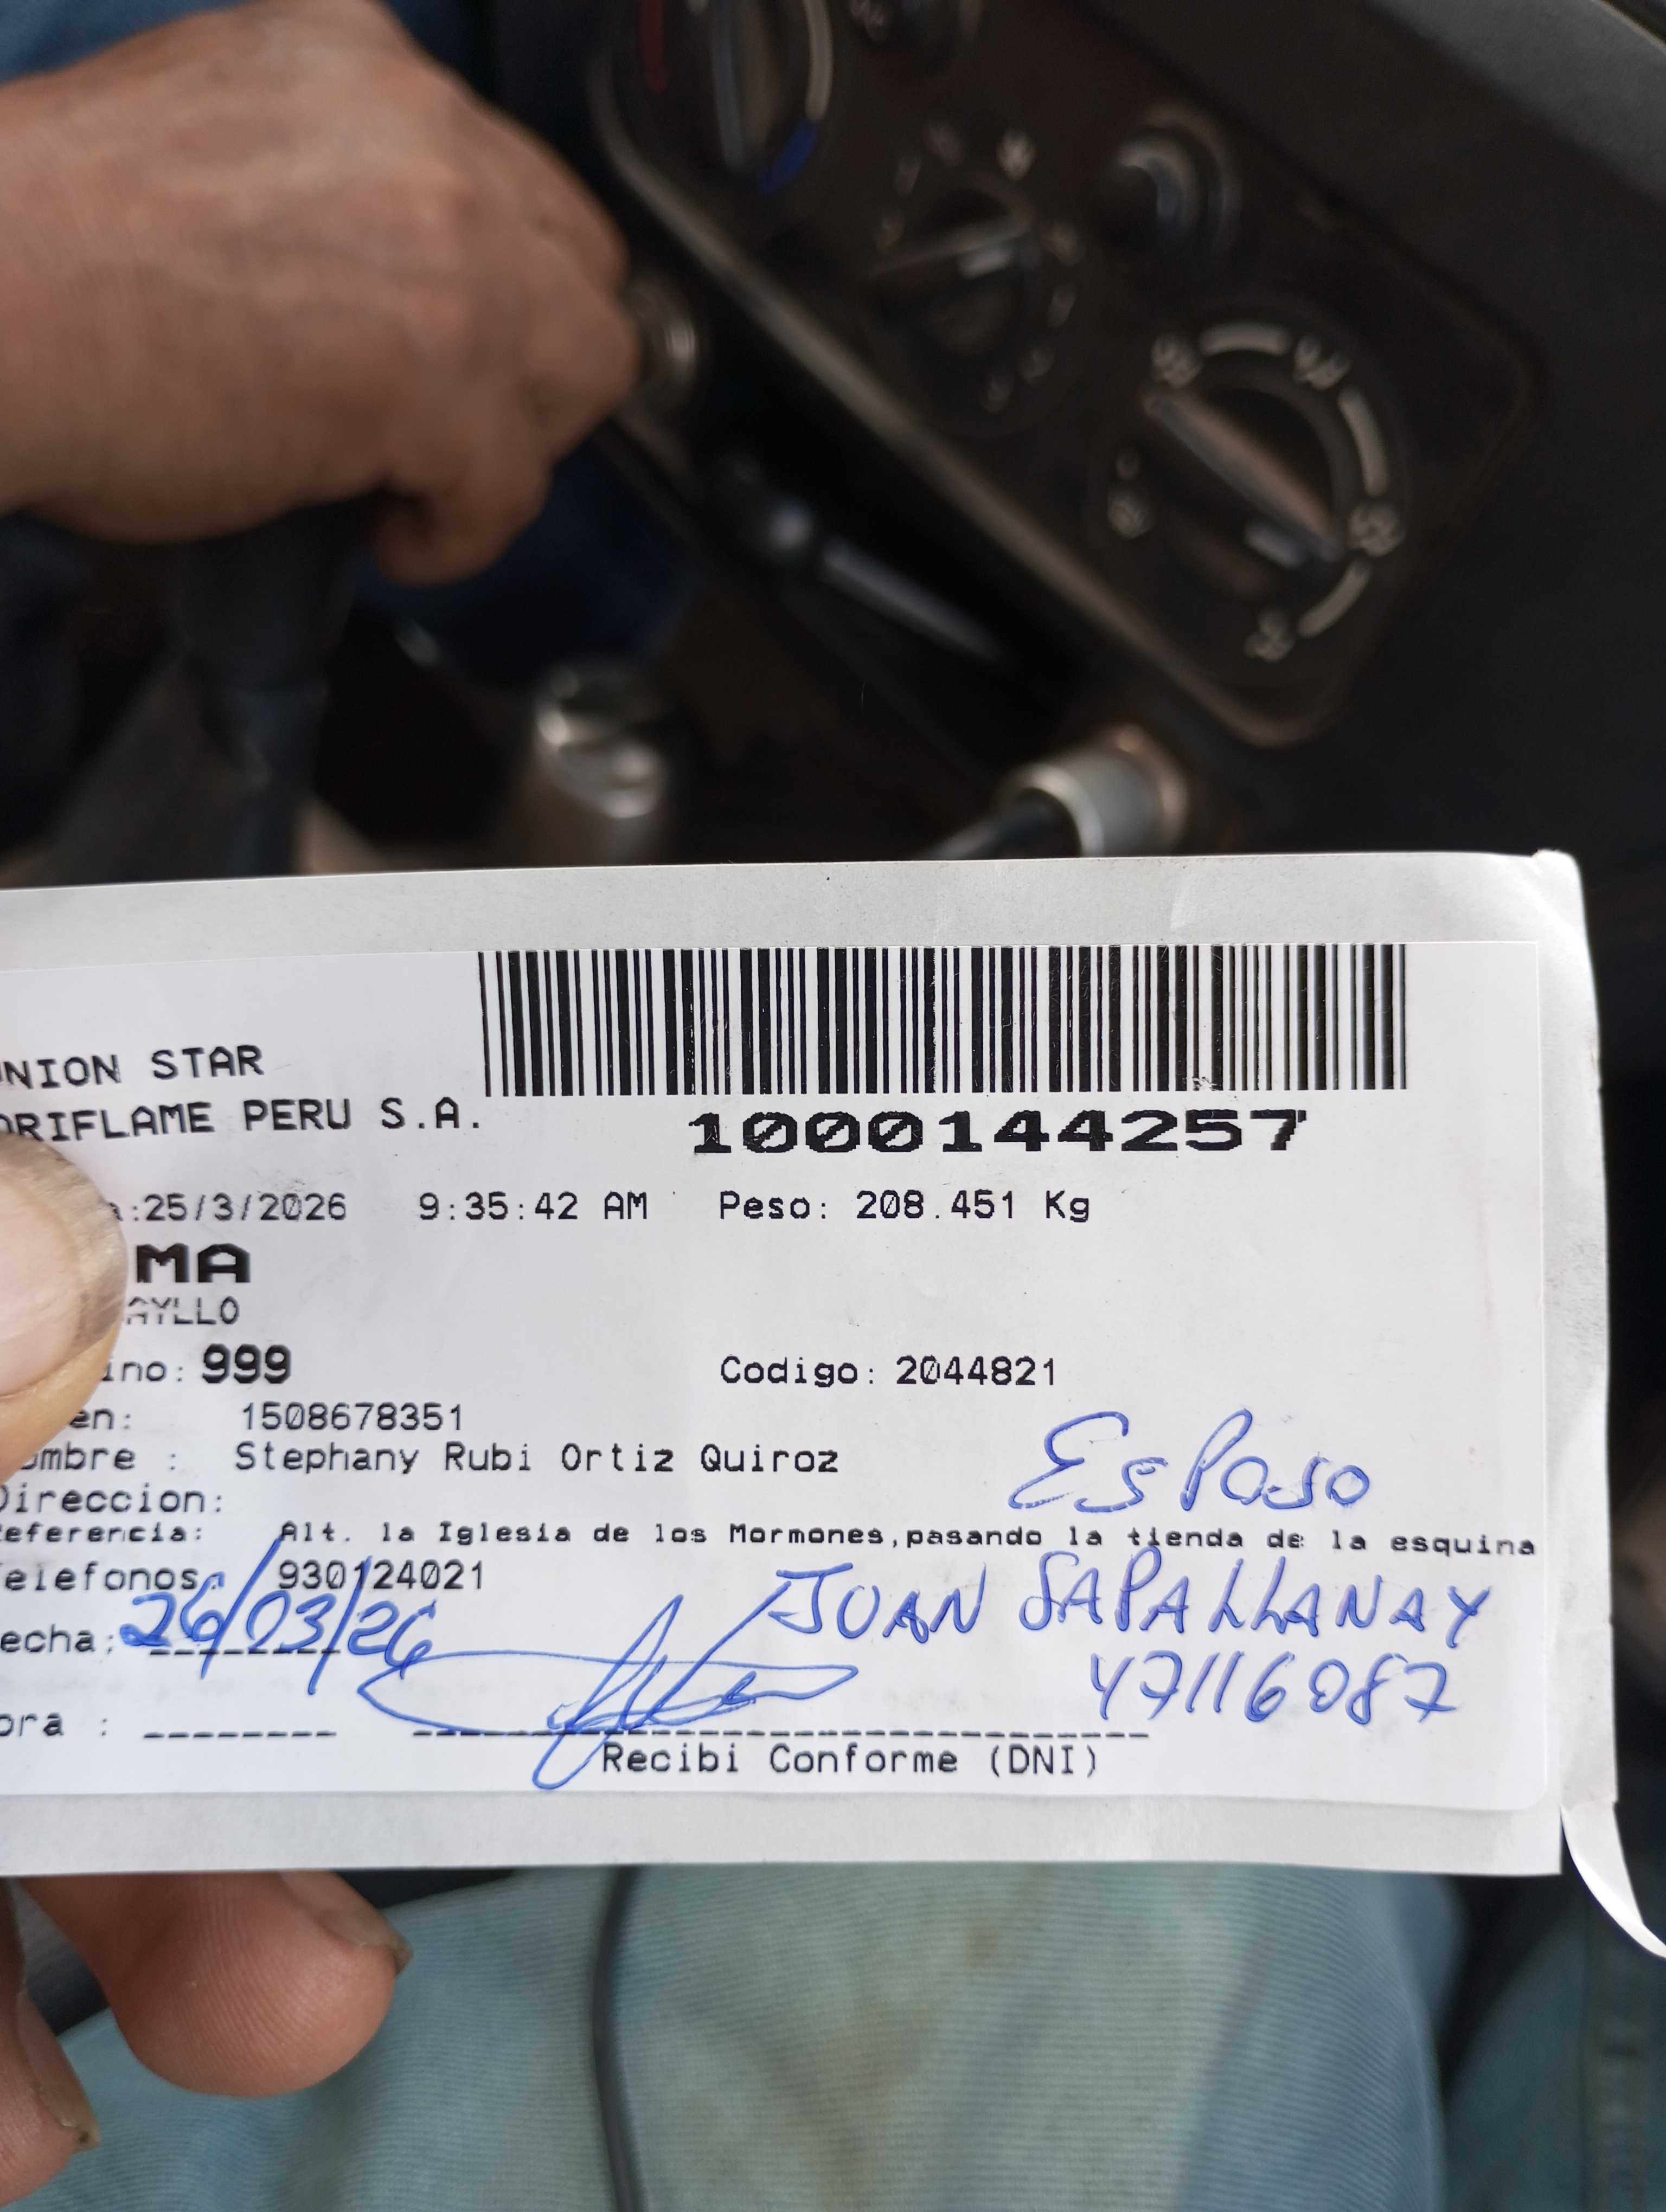 NION STAR
ORIFLAME PERU S.A.
1000144257
a:25/3/2026 9:35:42 AM Peso: 208.451 Kg
MA
AYLLO
ino: 999 Codigo: 2044821
en: 1508678351
ombre : Stephany Rubi Ortiz Quiroz
Esposo
Direccion:
eferencia: Alt. la Iglesia de los Mormones,pasando la tienda de la esquina
elefonos: 930124021
JUAN SAPALLANAY
echa: 26/03/26
47116087
ora :
Recibi Conforme (DNI)